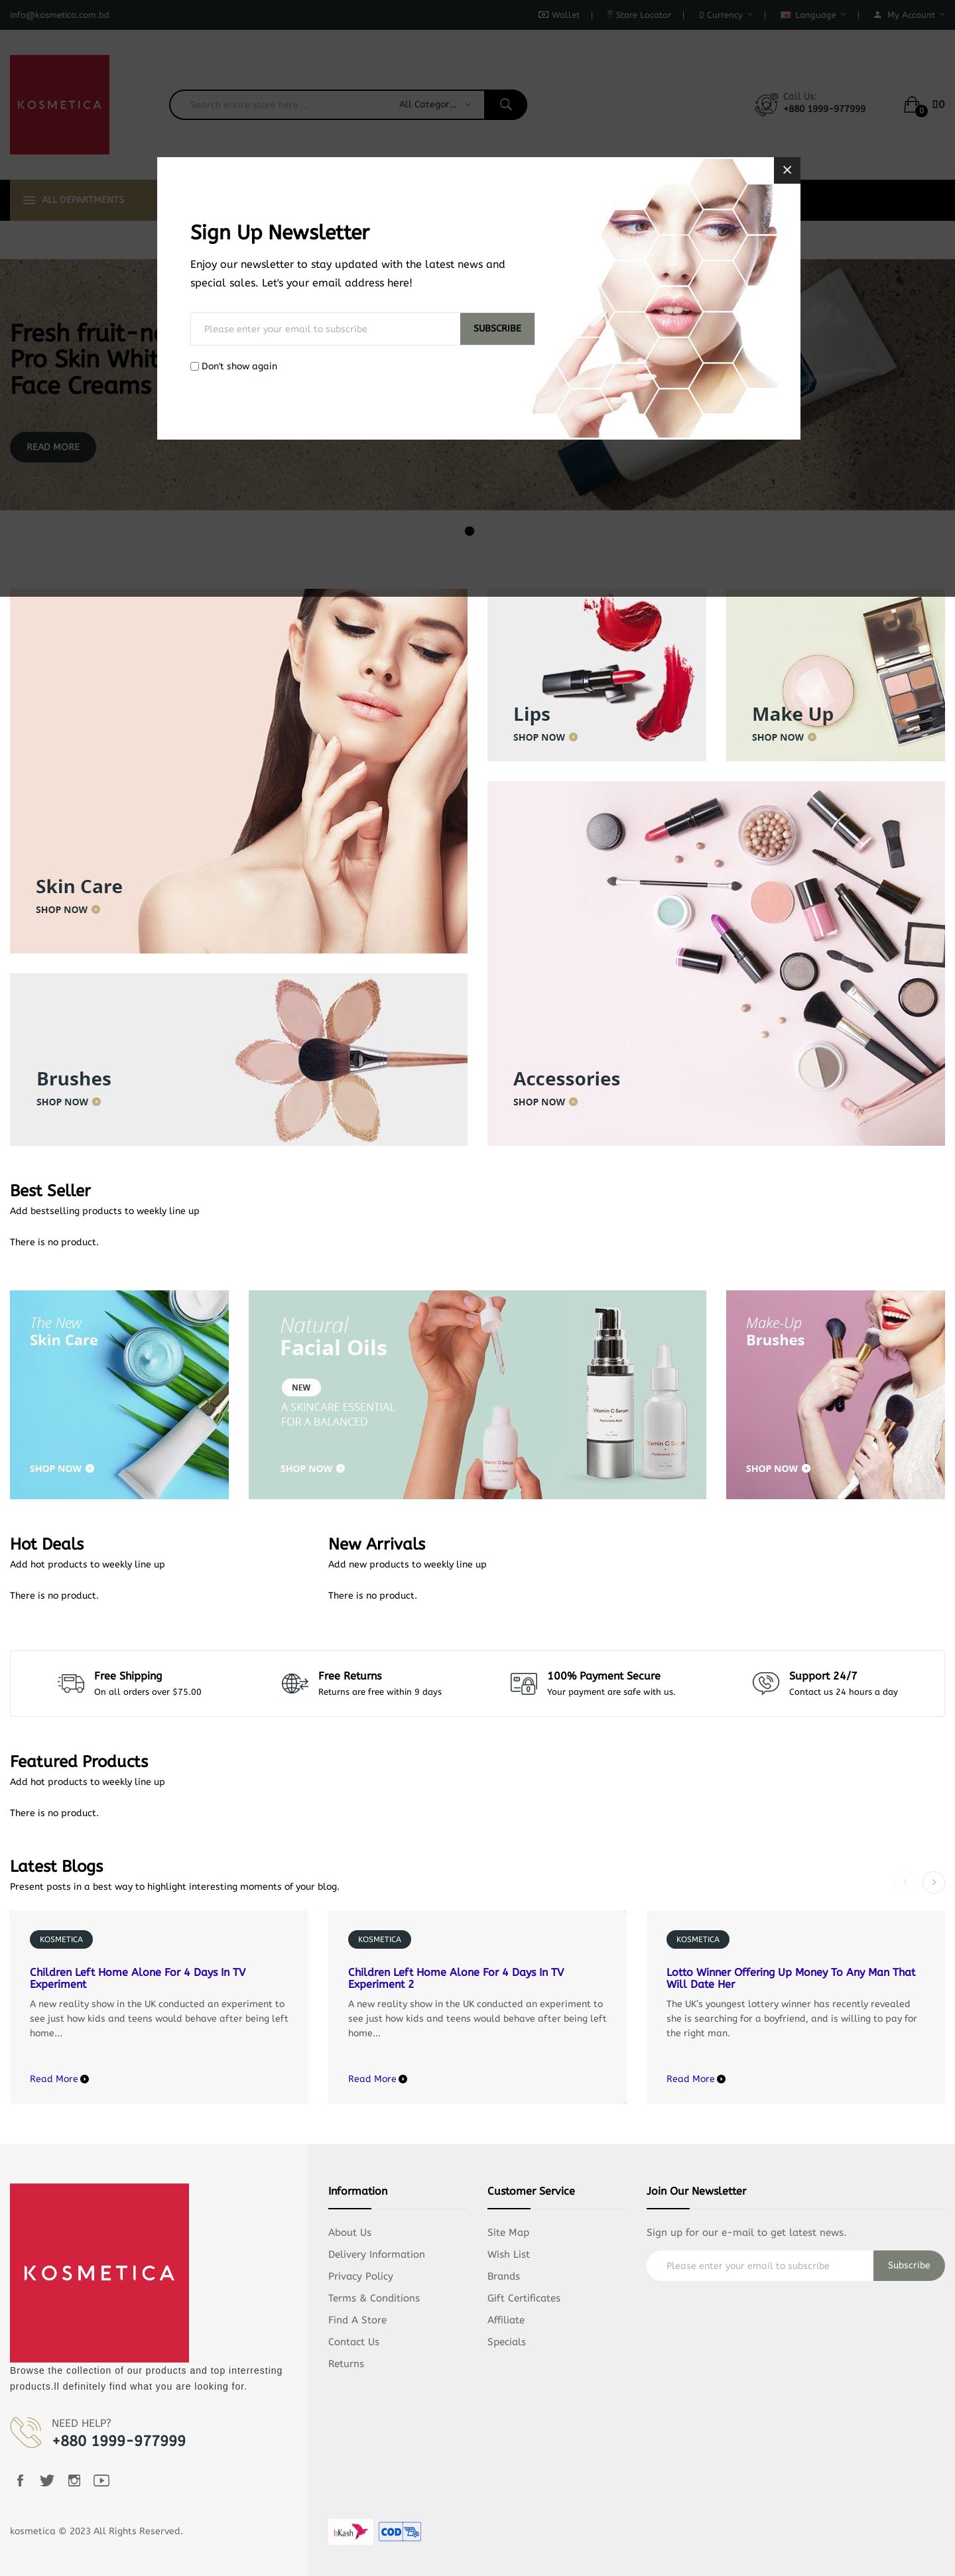 info@kosmetica.com.bd
Wallet
Store Locator
Currency
Language
My Account
KOSMETICA
Search entire store here ...
All Categor...
Call Us:
+880 1999-977999
0
0
ALL DEPARTMENTS
Fresh fruit-ne
Pro Skin Whit
Face Creams
READ MORE
Sign Up Newsletter
Enjoy our newsletter to stay updated with the latest news and
special sales. Let's your email address here!
Please enter your email to subscribe
SUBSCRIBE
Don't show again
Skin Care
SHOP NOW
Lips
SHOP NOW
Make Up
SHOP NOW
Brushes
SHOP NOW
Accessories
SHOP NOW
Best Seller
Add bestselling products to weekly line up
There is no product.
The New
Skin Care
SHOP NOW
Natural
Facial Oils
NEW
A SKINCARE ESSENTIAL
FOR A BALANCED
SHOP NOW
Vitamin C Serum
Vitamin C Serum
Vitamin C Serum
Make-Up
Brushes
SHOP NOW
Hot Deals
Add hot products to weekly line up
There is no product.
New Arrivals
Add new products to weekly line up
There is no product.
Free Shipping
On all orders over $75.00
Free Returns
Returns are free within 9 days
100% Payment Secure
Your payment are safe with us.
Support 24/7
Contact us 24 hours a day
Featured Products
Add hot products to weekly line up
There is no product.
Latest Blogs
Present posts in a best way to highlight interesting moments of your blog.
KOSMETICA
Children Left Home Alone For 4 Days In TV
Experiment
A new reality show in the UK conducted an experiment to
see just how kids and teens would behave after being left
home...
Read More
KOSMETICA
Children Left Home Alone For 4 Days In TV
Experiment 2
A new reality show in the UK conducted an experiment to
see just how kids and teens would behave after being left
home...
Read More
KOSMETICA
Lotto Winner Offering Up Money To Any Man That
Will Date Her
The UK's youngest lottery winner has recently revealed
she is searching for a boyfriend, and is willing to pay for
the right man.
Read More
KOSMETICA
Browse the collection of our products and top interresting
products.ll definitely find what you are looking for.
NEED HELP?
+880 1999-977999
kosmetica © 2023 All Rights Reserved.
Information
About Us
Delivery Information
Privacy Policy
Terms & Conditions
Find A Store
Contact Us
Returns
Customer Service
Site Map
Wish List
Brands
Gift Certificates
Affiliate
Specials
Join Our Newsletter
Sign up for our e-mail to get latest news.
Please enter your email to subscribe
Subscribe
bKash
COD